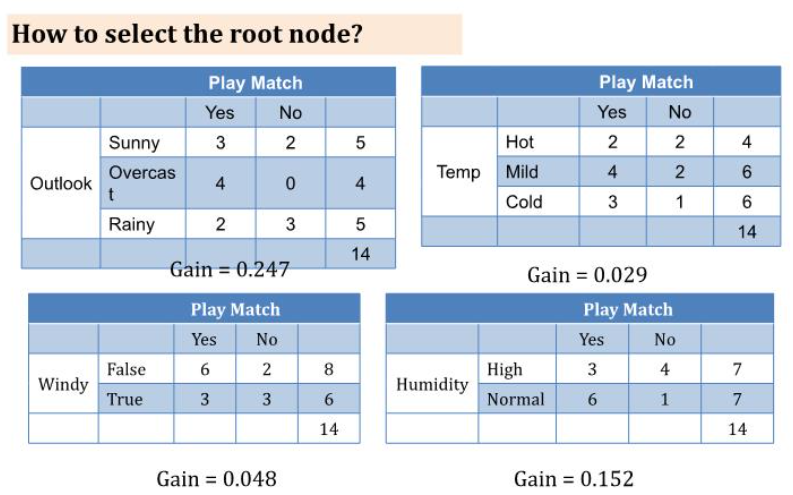 How to select the root node?
Play Match
Yes No
Outlook Sunny 3 2 5
Overcas
t 4 0 4
Rainy 2 3 5
14
Gain = 0.247
Play Match
Yes No
Temp Hot 2 2 4
Mild 4 2 6
Cold 3 1 6
14
Gain = 0.029
Play Match
Yes No
Windy False 6 2 8
True 3 3 6
14
Gain = 0.048
Play Match
Yes No
Humidity High 3 4 7
Normal 6 1 7
14
Gain = 0.152